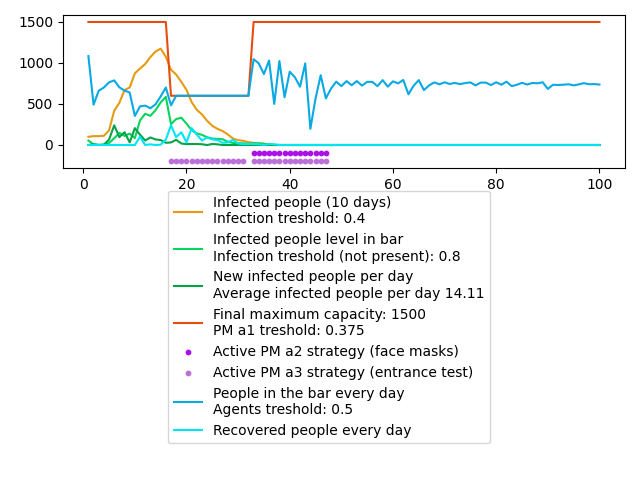 1500
1000
500
0
0
20
40
60
80
100
Infected people (10 days)
Infection treshold: 0.4
Infected people level in bar
Infection treshold (not present): 0.8
New infected people per day
Average infected people per day 14.11
Final maximum capacity: 1500
PM a1 treshold: 0.375
Active PM a2 strategy (face masks)
Active PM a3 strategy (entrance test)
People in the bar every day
Agents treshold: 0.5
Recovered people every day